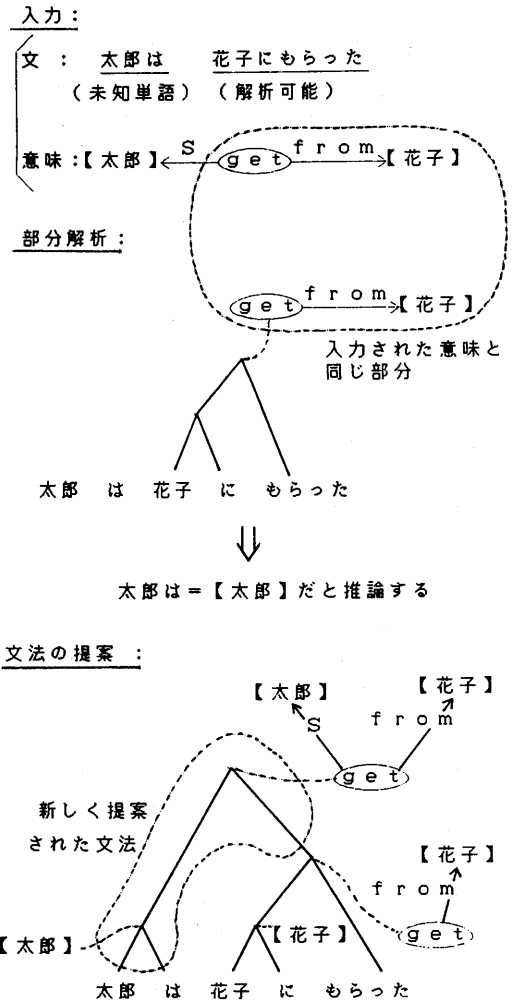 入力：
文 ： 太郎は 花子にもらった
（未知単語）（解析可能）
意味：【太郎】 S get from 【花子】
部分解析：
get from 【花子】
入力された意味と
同じ部分
太郎 は 花子 に もらった
太郎は＝【太郎】だと推論する
文法の提案 ：
【太郎】 【花子】
S from
get
新しく提案
された文法
【花子】
from
【太郎】 【花子】 get
太郎 は 花子 に もらった